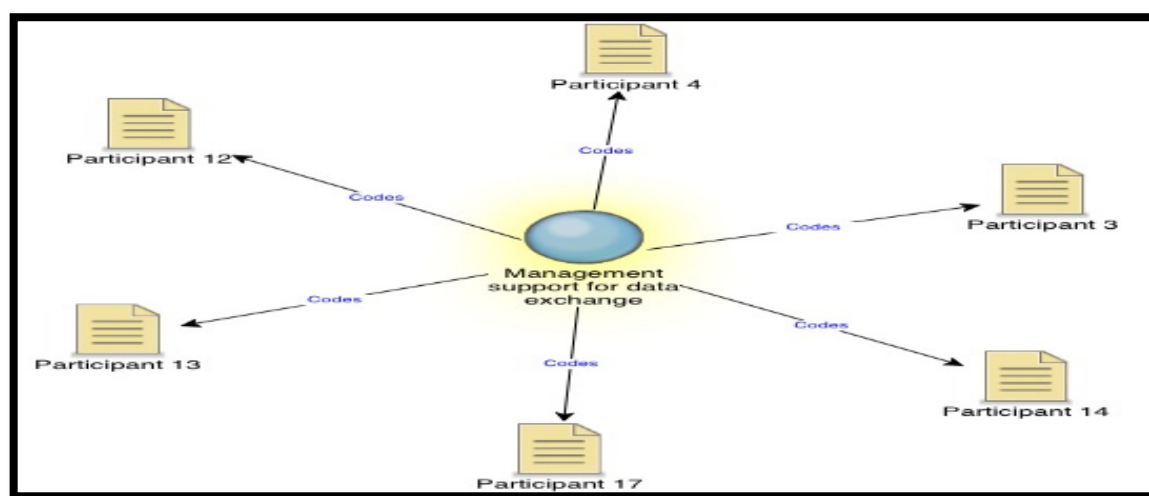 Participant 4
Codes
Participant 12
Codes
Codes
Participant 3
Management
support for data
exchange
Codes
Participant 13
Codes
Participant 14
Codes
Participant 17